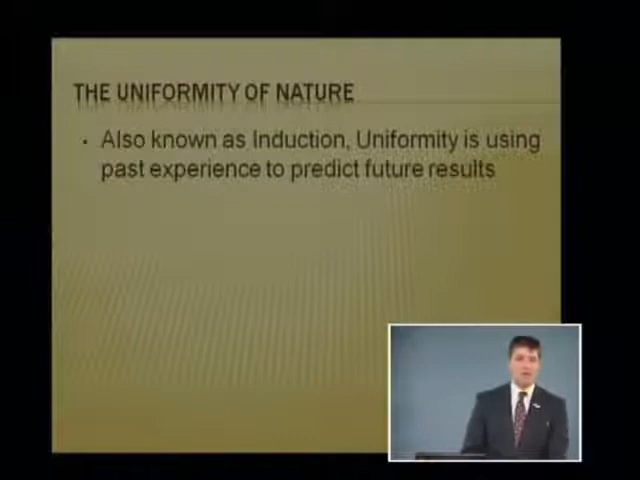 THE UNIFORMITY OF NATURE
• Also known as Induction, Uniformity is using
past experience to predict future results